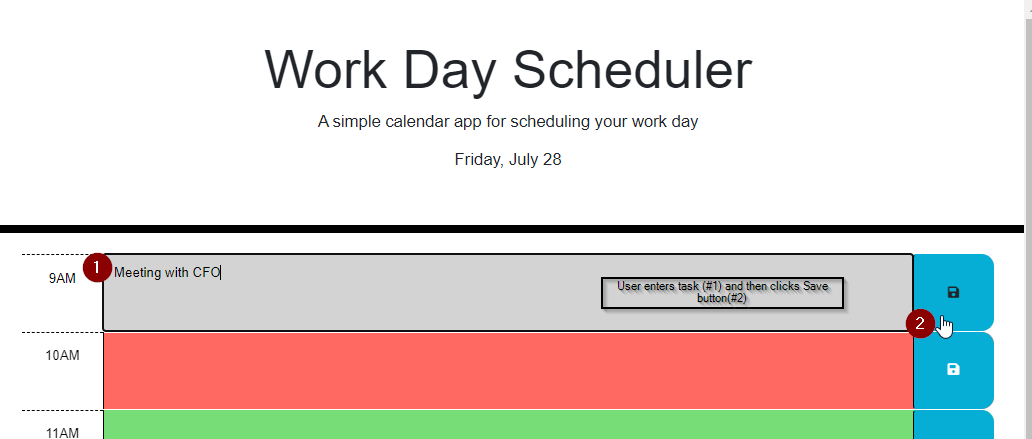 Work Day Scheduler
A simple calendar app for scheduling your work day
Friday, July 28
9AM
1
Meeting with CFO
User enters task (#1) and then clicks Save
button(#2)
2
10AM
11AM